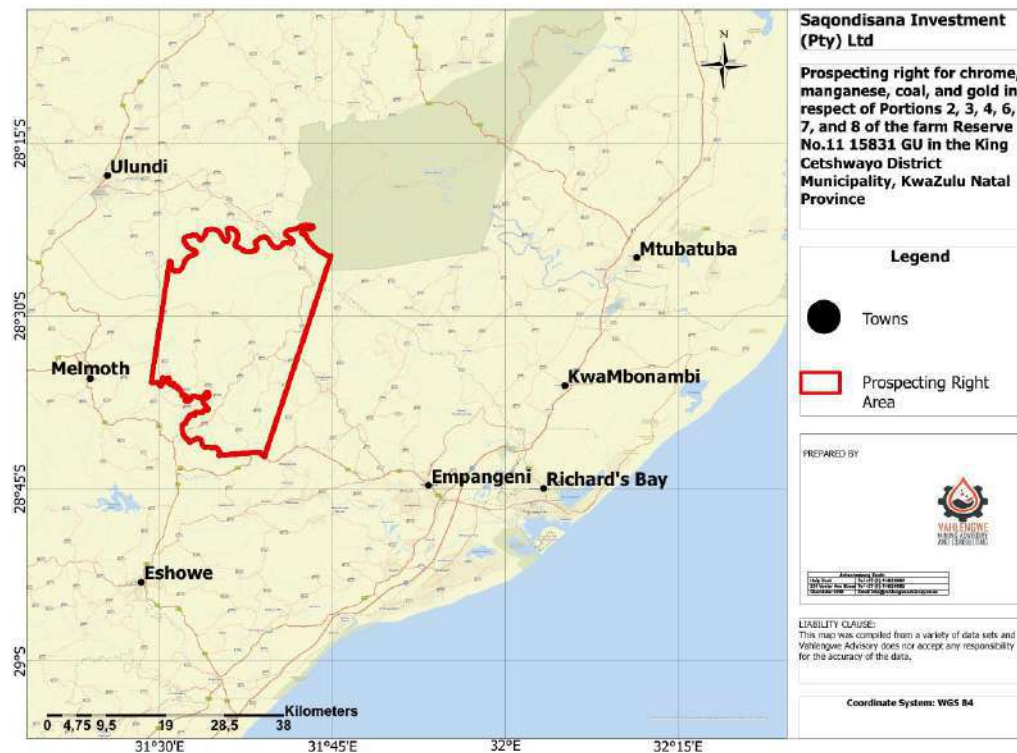 Saqondisana Investment
(Pty) Ltd
Prospecting right for chrome,
manganese, coal, and gold in
respect of Portions 2, 3, 4, 6,
7, and 8 of the farm Reserve
No.11 15831 GU in the King
Cetshwayo District
Municipality, KwaZulu Natal
Province
Legend
Towns
Prospecting Right
Area
PREPARED BY
VAHLENGWE
MINING ADVISORY
AND CONSULTING
LIABILITY CLAUSE:
This map was compiled from a variety of data sets and
Vahlengwe Advisory does not accept any responsibility
for the accuracy of the data.
Coordinate System: WGS 84
N
28°15'S
28°30'S
28°45'S
29°S
Ulundi
Mtubatuba
Melmoth
KwaMbonambi
Empangeni
Richard's Bay
Eshowe
Kilometers
0 4,75 9,5 19 28,5 38
31°30'E
31°45'E
32°E
32°15'E